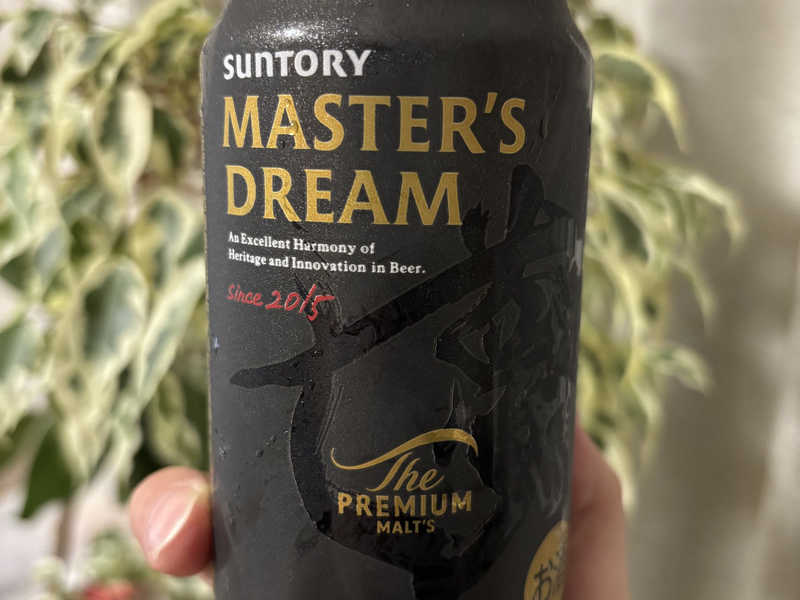 SUNTORY
MASTER'S
DREAM
An Excellent Harmony of
Heritage and Innovation in Beer.
Since 2015
The
PREMIUM
MALT'S